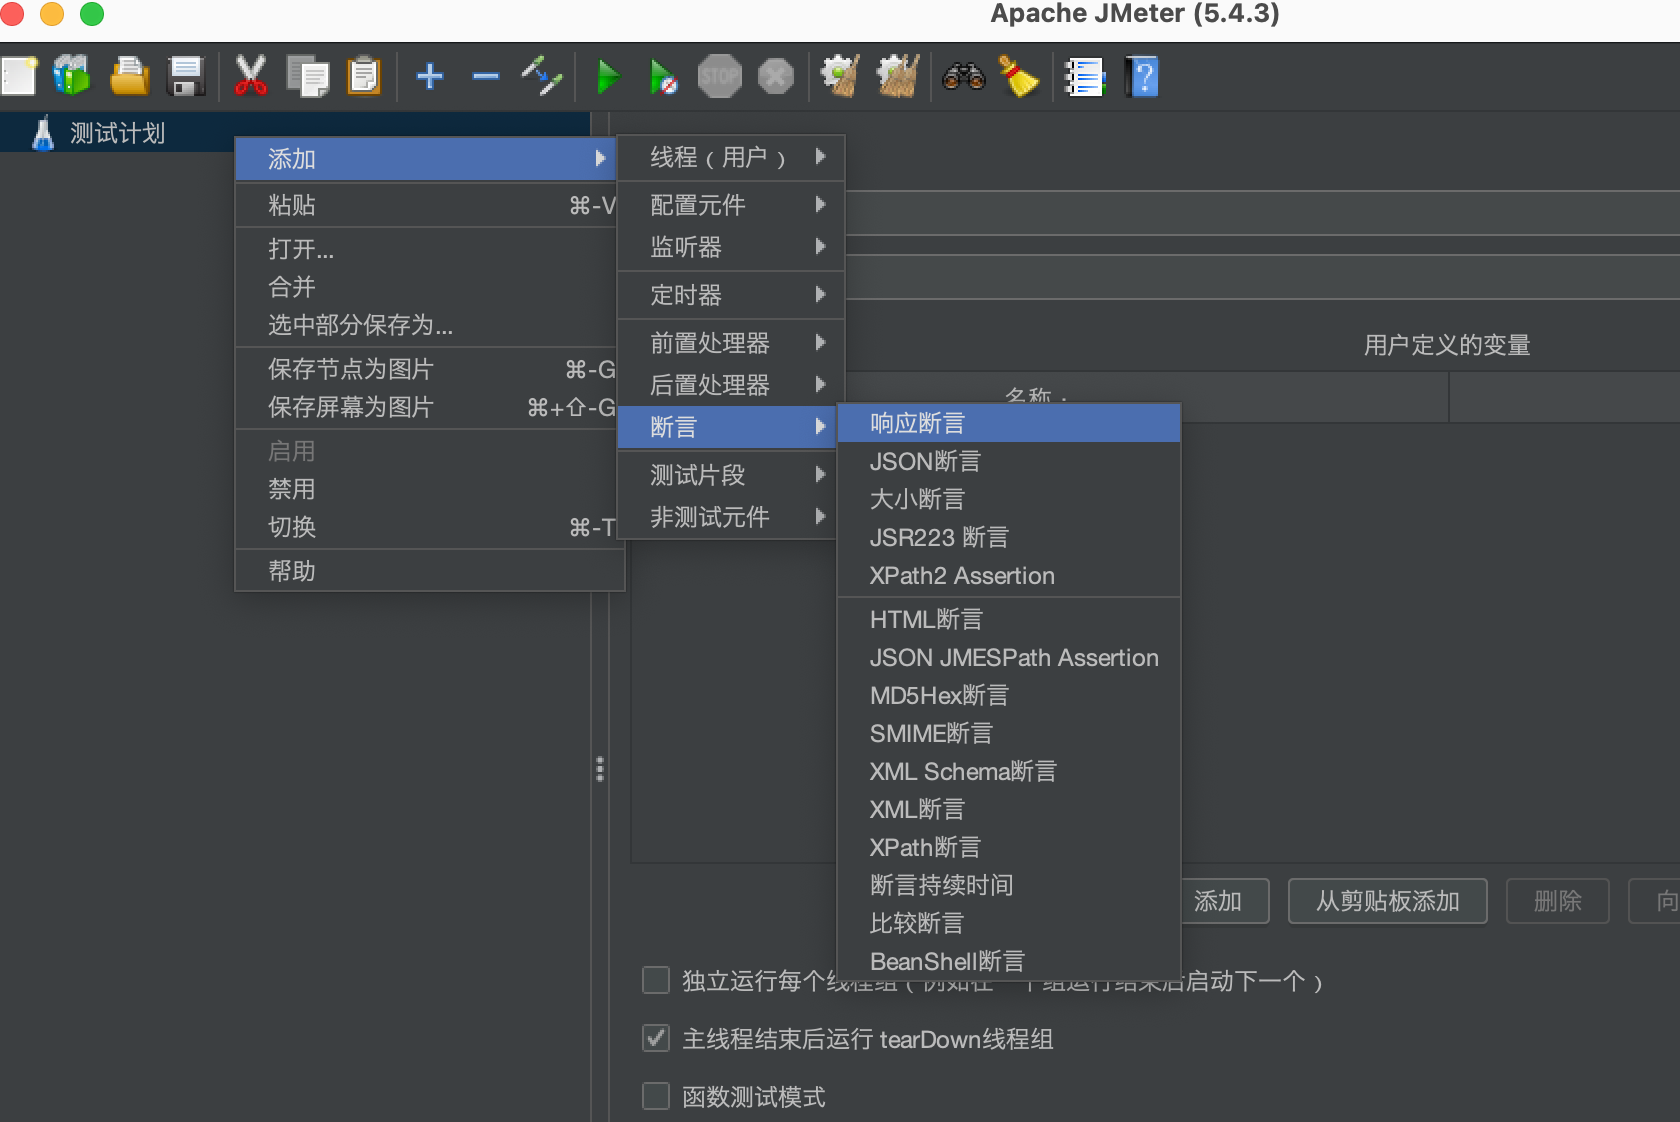 Apache JMeter (5.4.3)
STOP
测试计划
添加
粘贴 ⌘-V
打开...
合并
选中部分保存为...
保存节点为图片 ⌘-G
保存屏幕为图片 ⌘+⇧-G
启用
禁用
切换 ⌘-T
帮助
线程（用户）
配置元件
监听器
定时器
前置处理器
后置处理器
断言
测试片段
非测试元件
用户定义的变量
名称：
响应断言
JSON断言
大小断言
JSR223 断言
XPath2 Assertion
HTML断言
JSON JMESPath Assertion
MD5Hex断言
SMIME断言
XML Schema断言
XML断言
XPath断言
断言持续时间
比较断言
BeanShell断言
添加 从剪贴板添加 删除 向
独立运行每个线程组（例如在一个组运行结束后启动下一个）
主线程结束后运行 tearDown线程组
函数测试模式